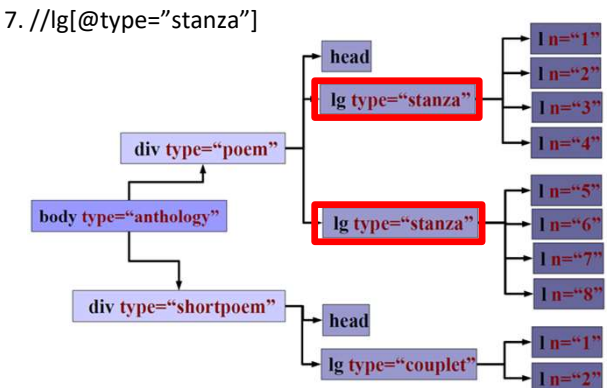 7. //lg[@type=”stanza”]
head
lg type=“stanza”
l n=“1”
l n=“2”
l n=“3”
l n=“4”
div type=“poem”
body type=“anthology”
lg type=“stanza”
l n=“5”
l n=“6”
l n=“7”
l n=“8”
div type=“shortpoem”
head
lg type=“couplet”
l n=“1”
l n=“2”